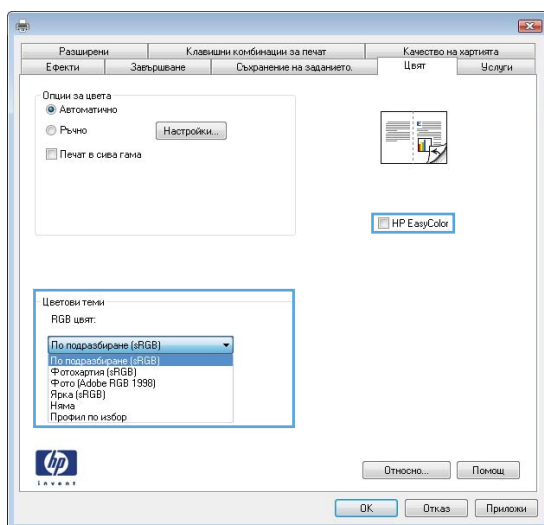 Разширени
Клавишни комбинации за печат
Качество на хартията
Ефекти
Завършване
Съхранение на заданието.
Цвят
Услуги
Опции за цвета
Автоматично
Ръчно
Настройки...
Печат в сива гама
HP EasyColor
Цветови теми
RGB цвят:
По подразбиране (sRGB)
По подразбиране (sRGB)
Фотохартия (sRGB)
Фото (Adobe RGB 1998)
Ярка (sRGB)
Няма
Профил по избор
hp
invent
Относно...
Помощ
OK
Отказ
Приложи